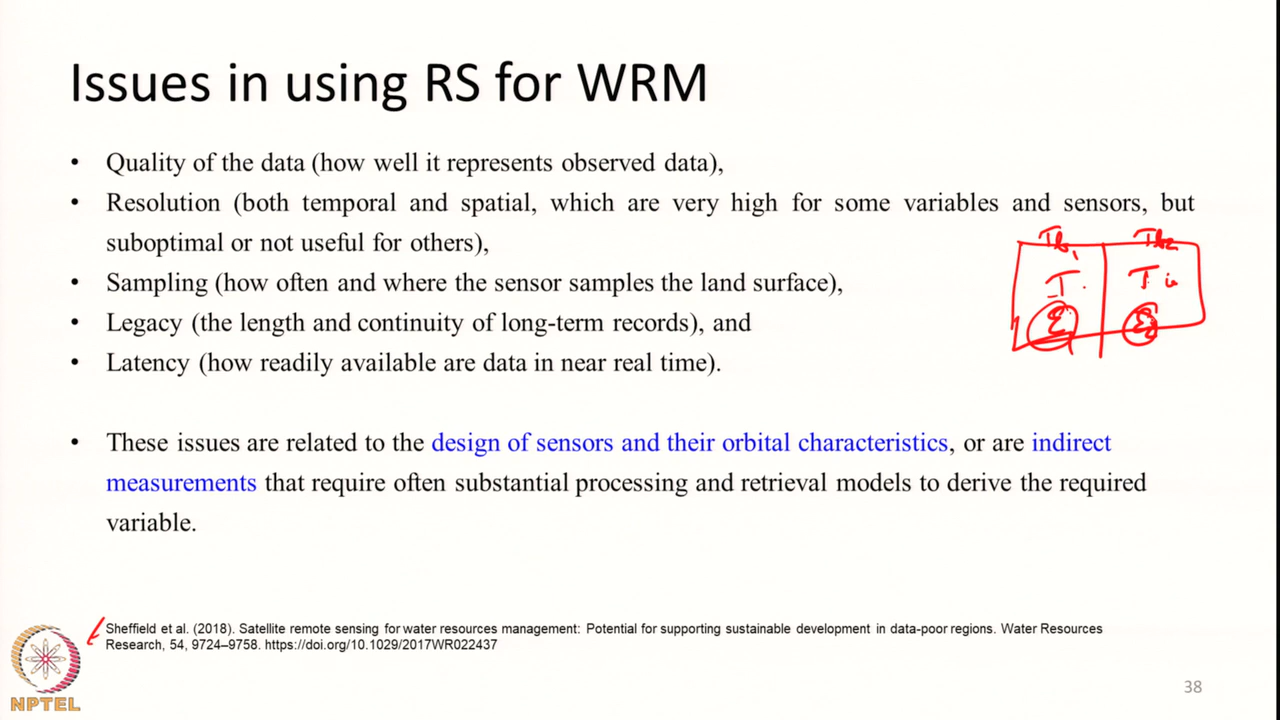 Issues in using RS for WRM
• Quality of the data (how well it represents observed data),
• Resolution (both temporal and spatial, which are very high for some variables and sensors, but
suboptimal or not useful for others),
• Sampling (how often and where the sensor samples the land surface),
• Legacy (the length and continuity of long-term records), and
• Latency (how readily available are data in near real time).
• These issues are related to the design of sensors and their orbital characteristics, or are indirect
measurements that require often substantial processing and retrieval models to derive the required
variable.
Sheffield et al. (2018). Satellite remote sensing for water resources management: Potential for supporting sustainable development in data-poor regions. Water Resources
Research, 54, 9724–9758. https://doi.org/10.1029/2017WR022437
NPTEL
38